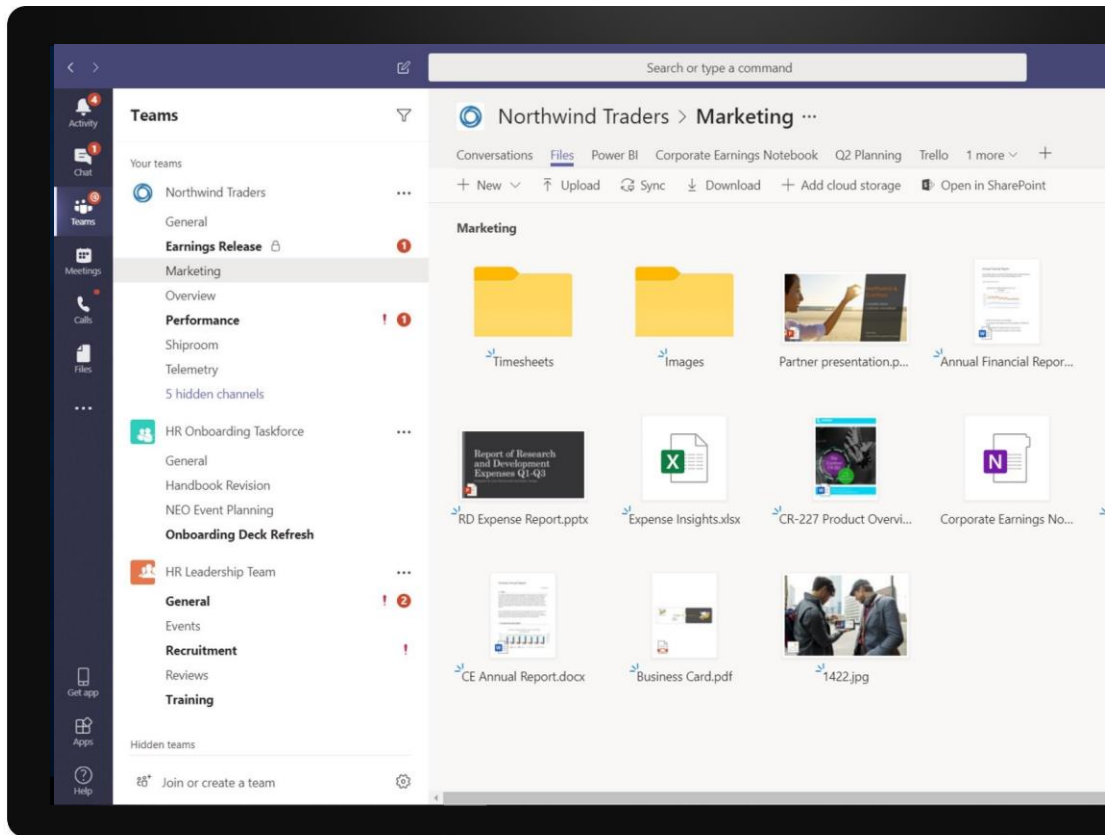 Search or type a command
4
Activity
1
Chat
Teams
Meetings
Calls
Files
Get app
Apps
Help
Teams
Your teams
Northwind Traders
General
Earnings Release 1
Marketing
Overview
Performance ! 1
Shiproom
Telemetry
5 hidden channels
HR Onboarding Taskforce
General
Handbook Revision
NEO Event Planning
Onboarding Deck Refresh
HR Leadership Team
General ! 2
Events
Recruitment !
Reviews
Training
Hidden teams
Join or create a team
Northwind Traders > Marketing ...
Conversations Files Power BI Corporate Earnings Notebook Q2 Planning Trello 1 more +
+ New Upload Sync Download + Add cloud storage Open in SharePoint
Marketing
Timesheets Images Partner presentation.p... Annual Financial Repor...
Report of Research
and Development
Expenses Q1-Q3
X
N
RD Expense Report.pptx Expense Insights.xlsx CR-227 Product Overvi... Corporate Earnings No...
CE Annual Report.docx Business Card.pdf 1422.jpg